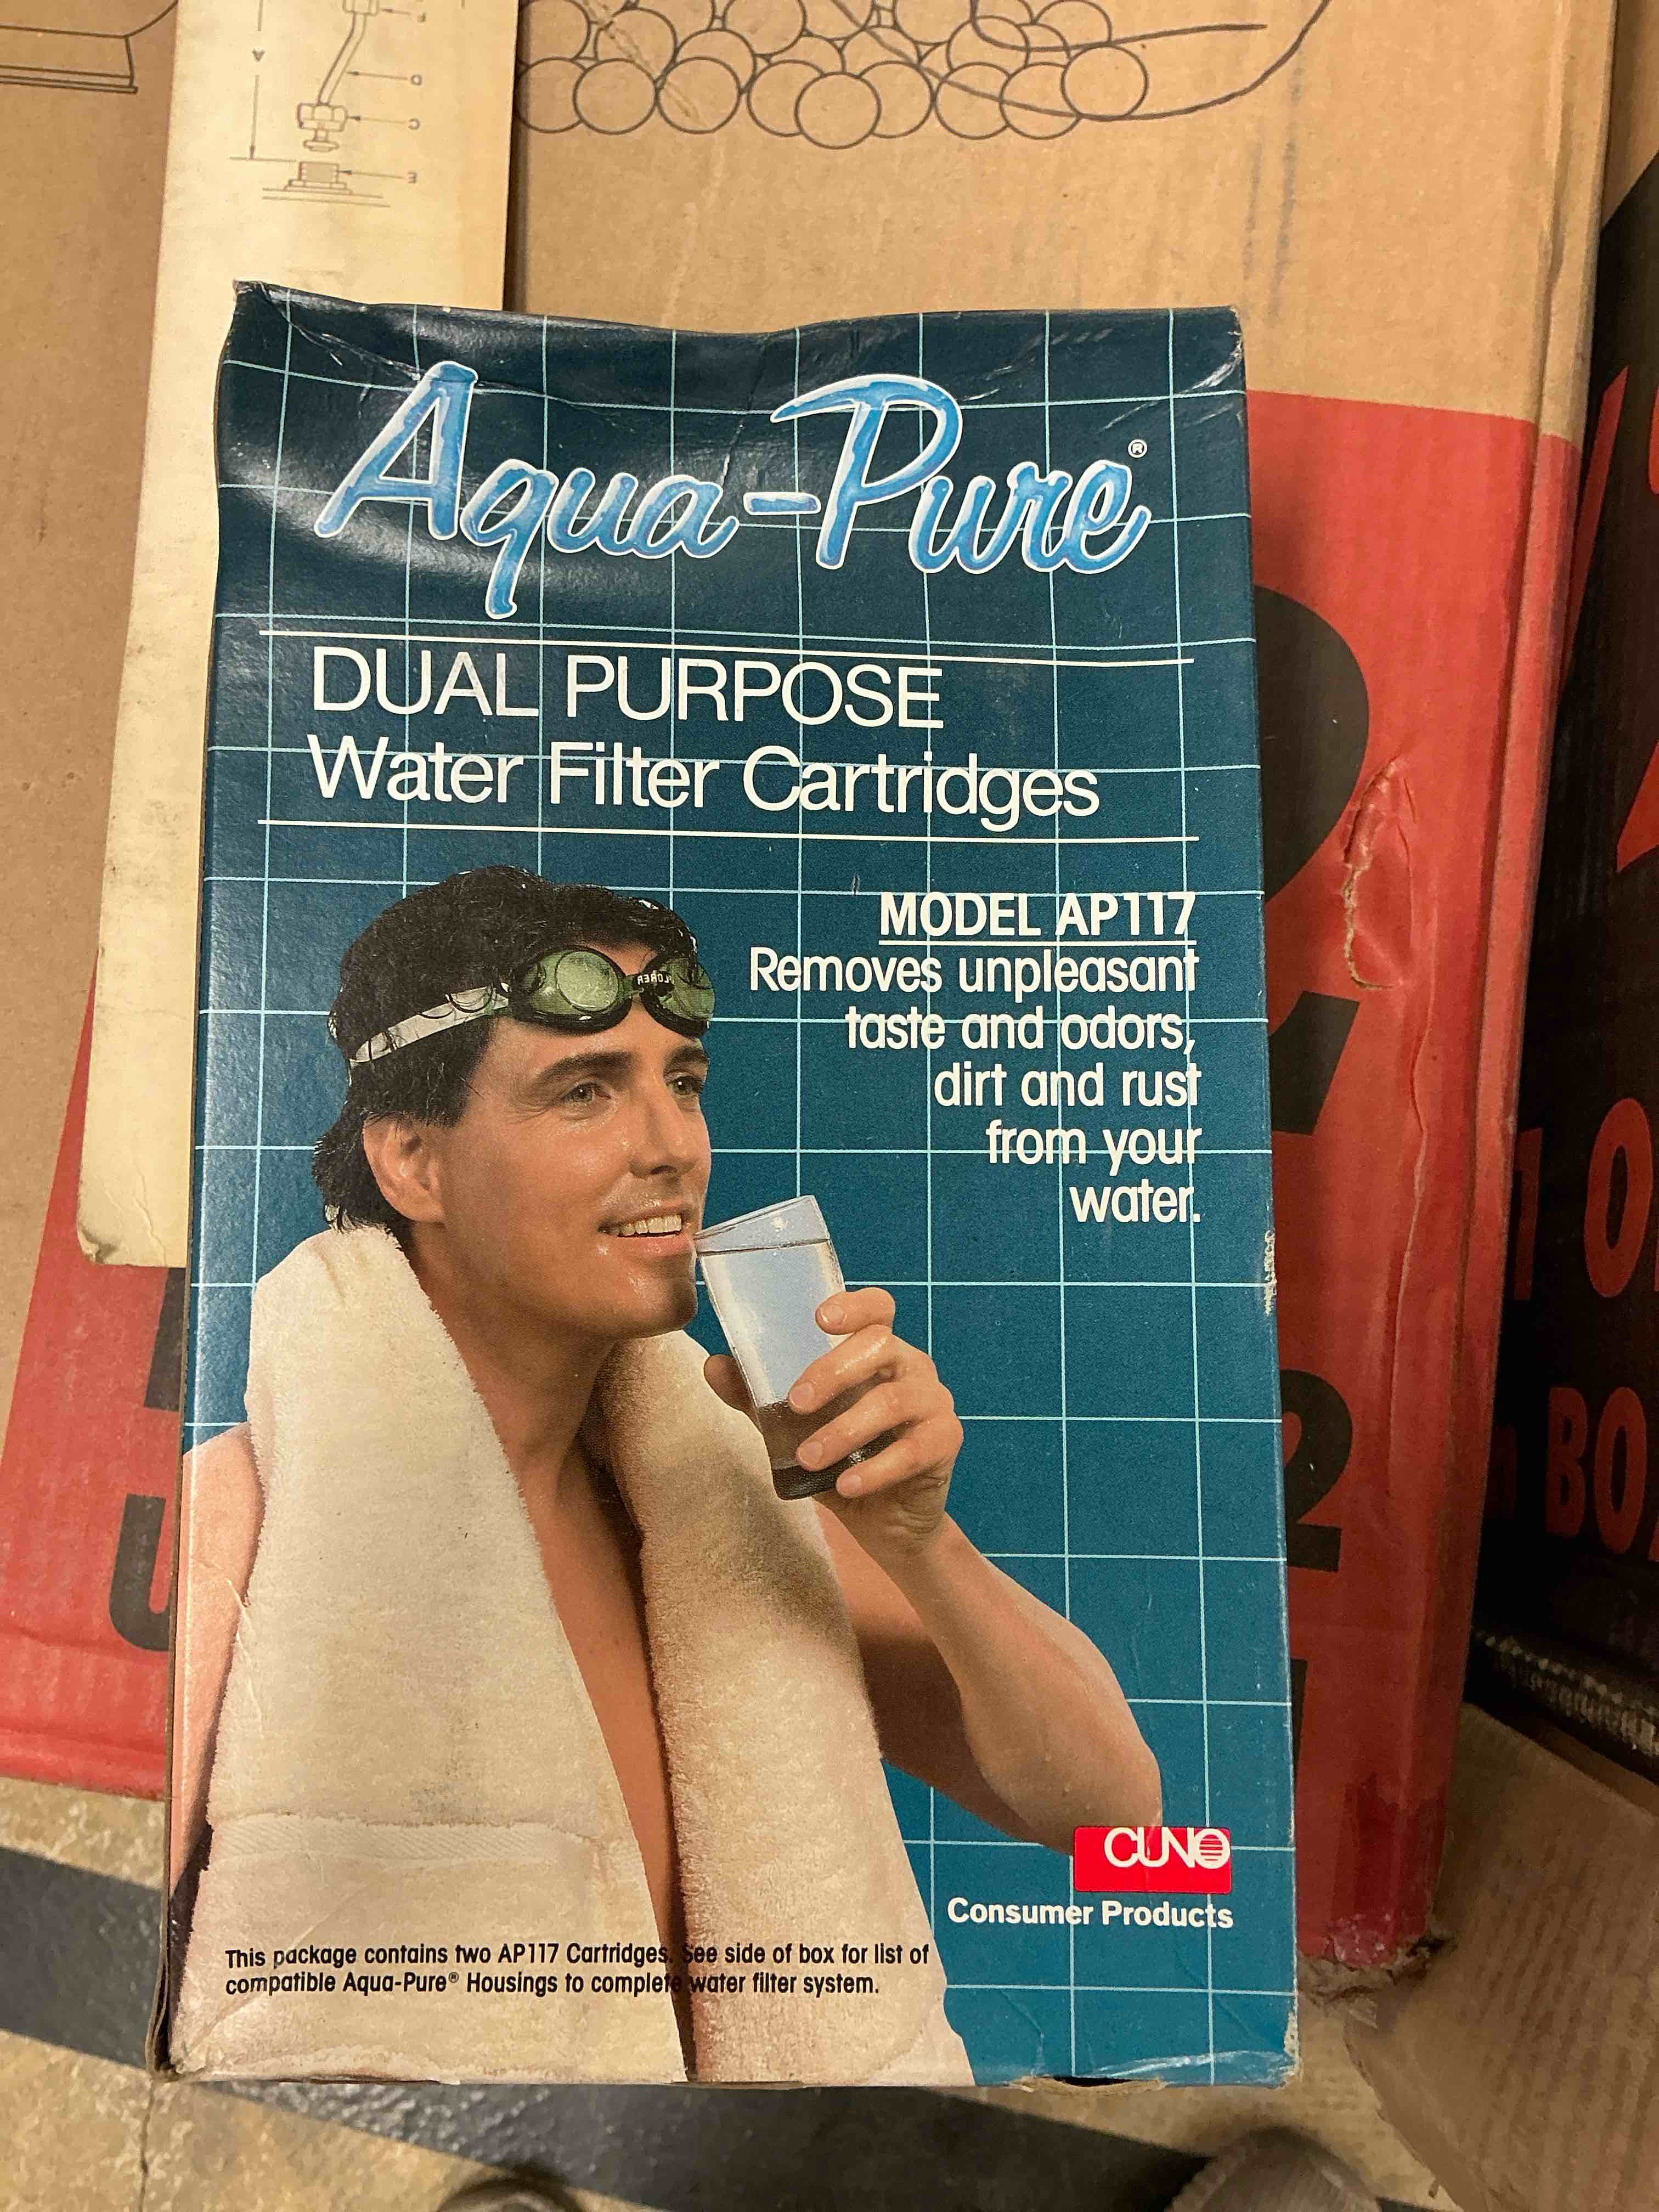 Aqua-Pure®
DUAL PURPOSE
Water Filter Cartridges
MODEL AP117
Removes unpleasant
taste and odors,
dirt and rust
from your
water.
CUNO
Consumer Products
This package contains two AP117 Cartridges. See side of box for list of
compatible Aqua-Pure® Housings to complete water filter system.
A
F
D
C
E
2